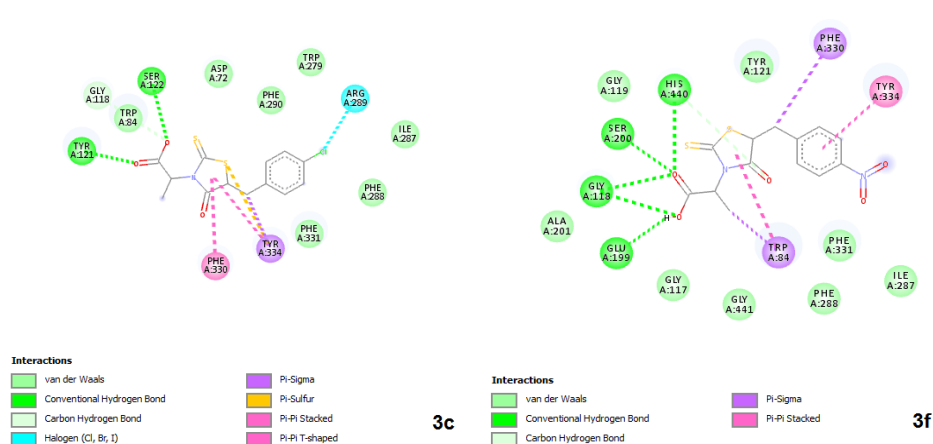 SER
A:122
ASP
A:72
TRP
A:279
GLY
A:118
TRP
A:84
PHE
A:290
ARG
A:289
TYR
A:121
ILE
A:287
O
O
S
S
N
O
Cl
PHE
A:288
PHE
A:331
TYR
A:334
PHE
A:330
Interactions
van der Waals
Conventional Hydrogen Bond
Carbon Hydrogen Bond
Halogen (Cl, Br, I)
Pi-Sigma
Pi-Sulfur
Pi-Pi Stacked
Pi-Pi T-shaped
3c
PHE
A:330
TYR
A:121
GLY
A:119
HIS
A:440
TYR
A:334
SER
A:200
GLY
A:118
S
S
N
O
O
H O
N
O
O
ALA
A:201
GLU
A:199
TRP
A:84
PHE
A:331
GLY
A:117
GLY
A:441
PHE
A:288
ILE
A:287
Interactions
van der Waals
Conventional Hydrogen Bond
Carbon Hydrogen Bond
Pi-Sigma
Pi-Pi Stacked
3f